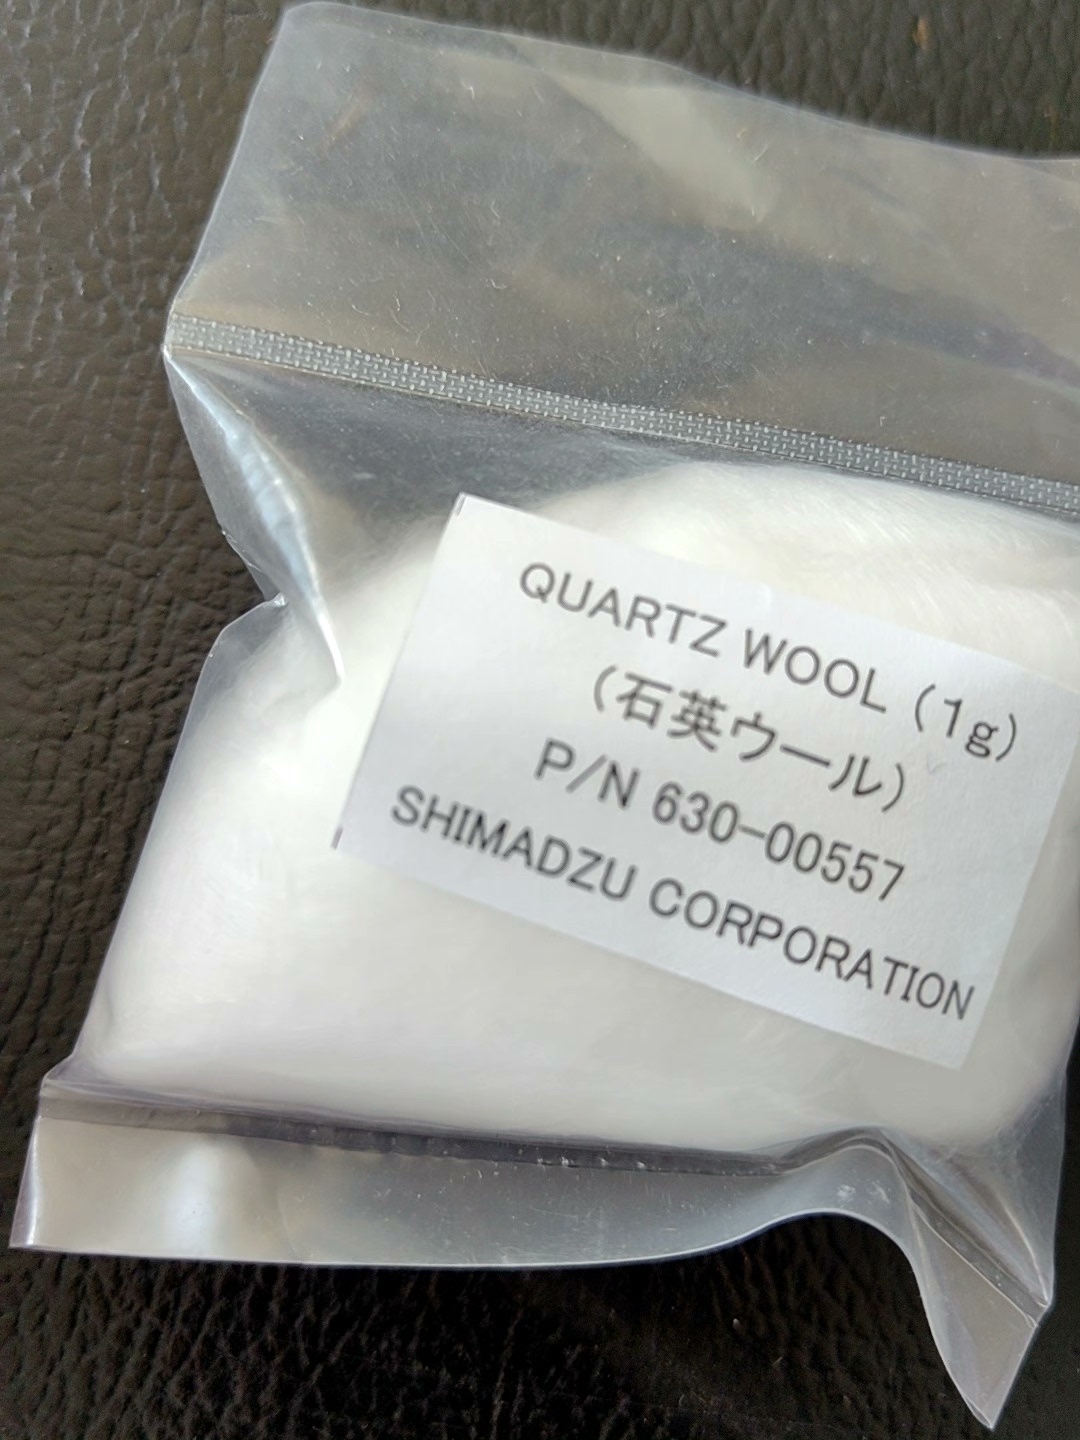 QUARTZ WOOL (1g)
(石英ウール)
P/N 630-00557
SHIMADZU CORPORATION